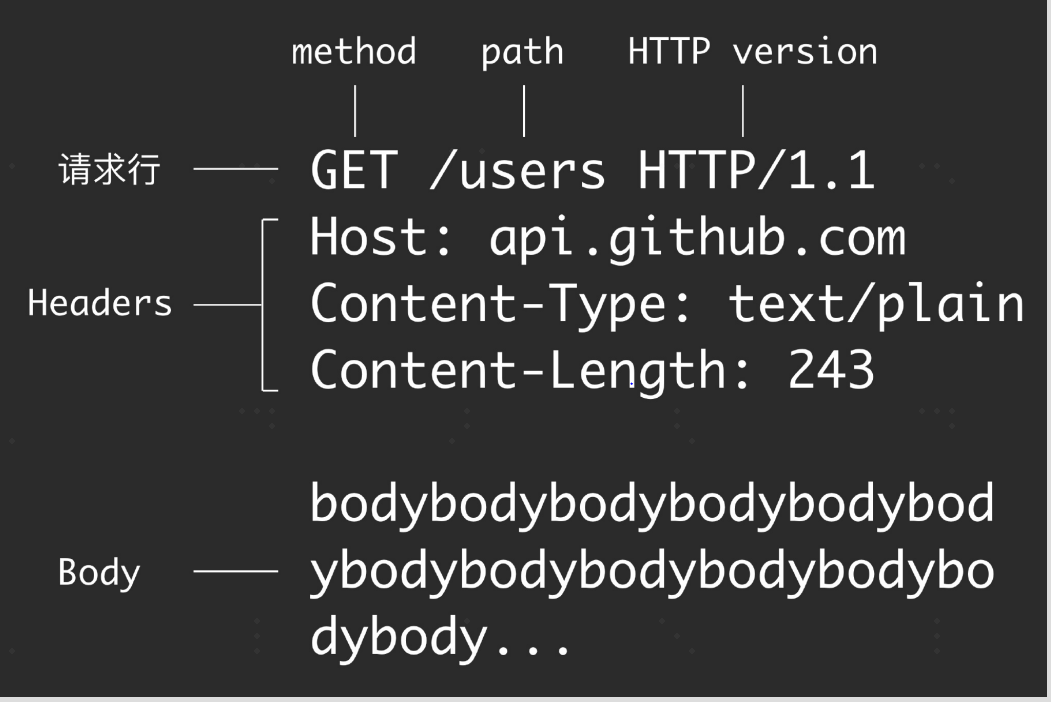 method path HTTP version
请求行 GET /users HTTP/1.1
Host: api.github.com
Headers Content-Type: text/plain
Content-Length: 243
bodybodybodybodybodybod
Body ybodybodybodybodybodybo
dybody...